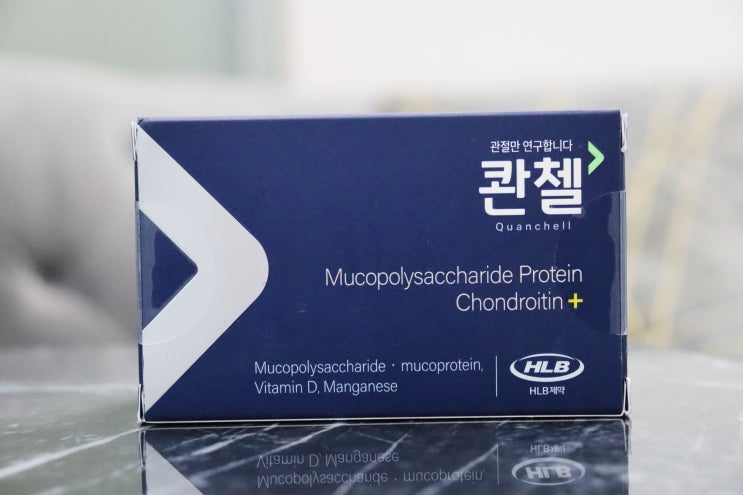 관절만 연구합니다
콴첼
Quanchell
Mucopolysaccharide Protein
Chondroitin +
Mucopolysaccharide · mucoprotein,
Vitamin D, Manganese
HLB
HLB제약